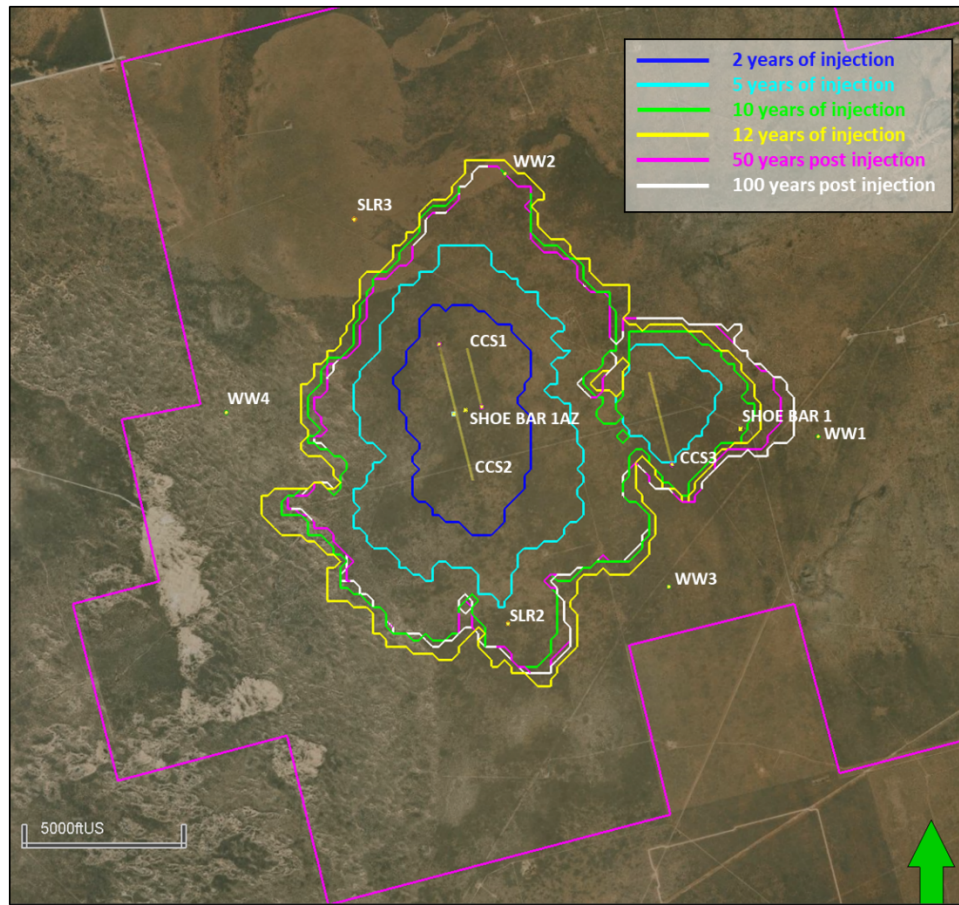 2 years of injection
5 years of injection
10 years of injection
12 years of injection
50 years post injection
100 years post injection
WW2
SLR3
CCS1
WW4
SHOE BAR 1AZ
SHOE BAR 1
WW1
CCS2
CCS3
WW3
SLR2
5000ftUS